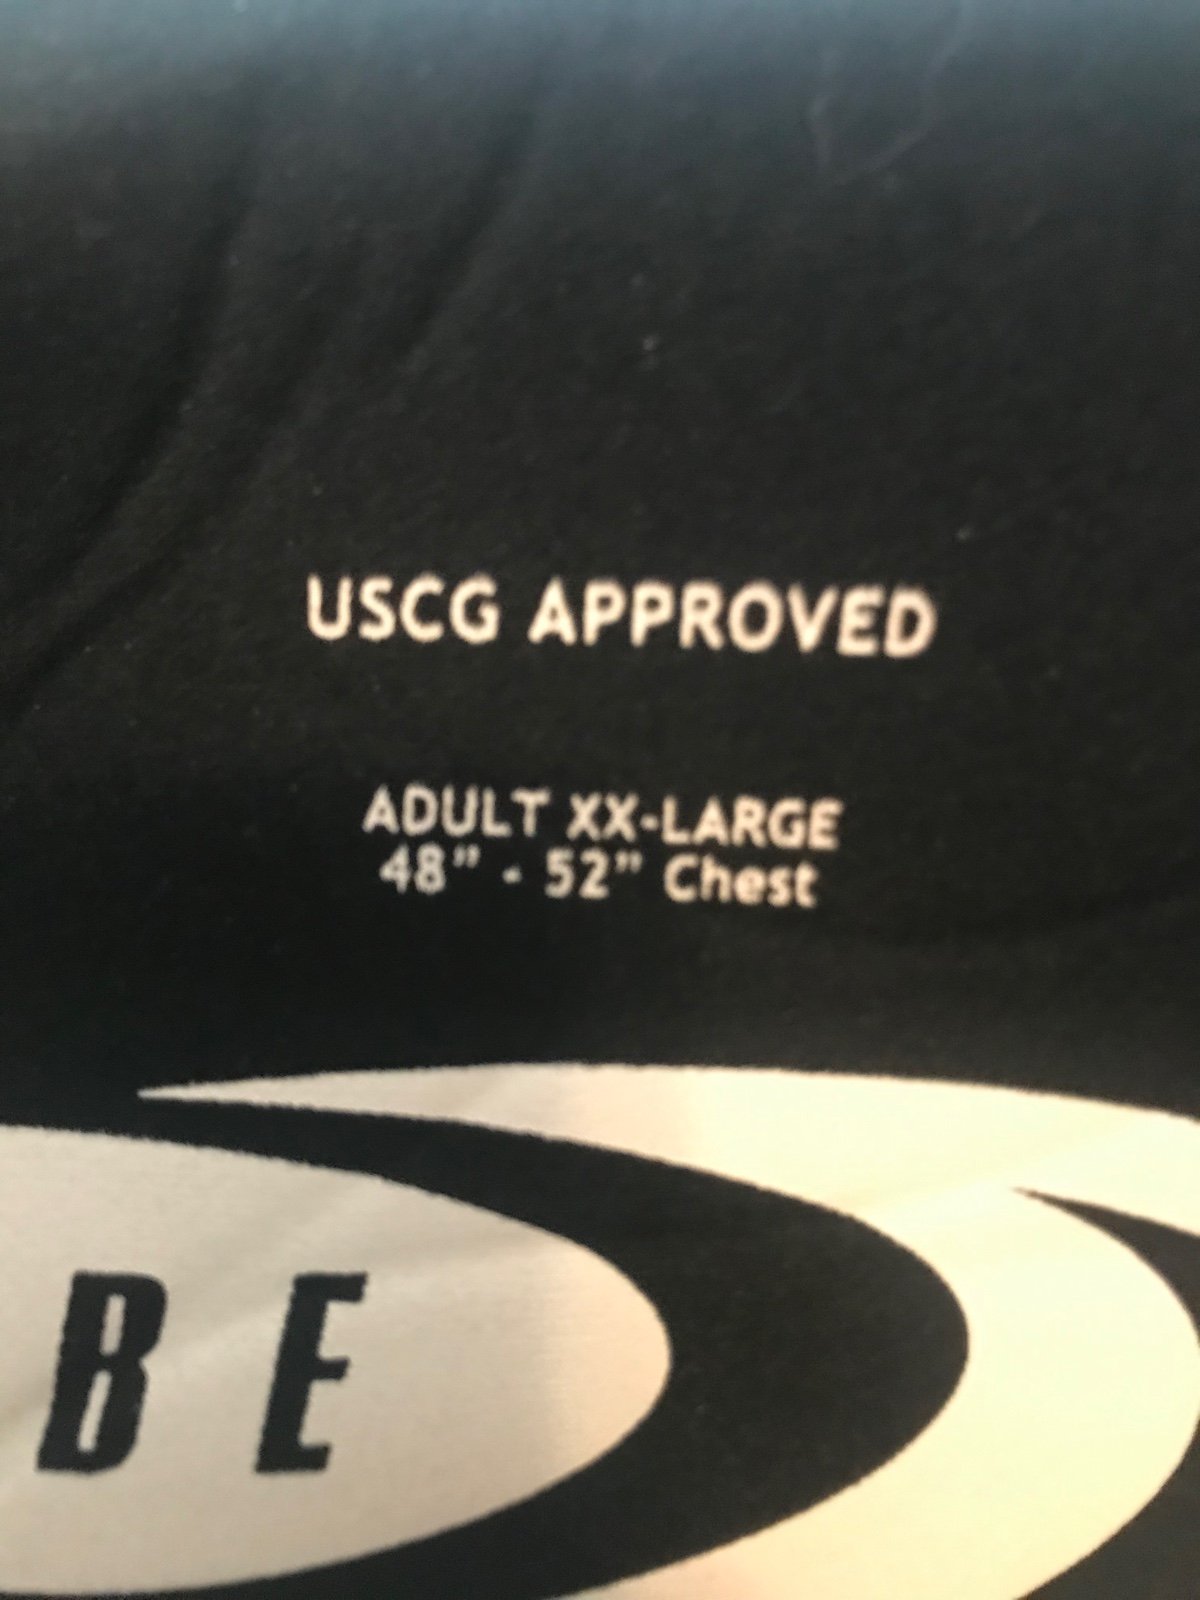 USCG APPROVED
ADULT XX-LARGE
48" - 52" Chest
BE